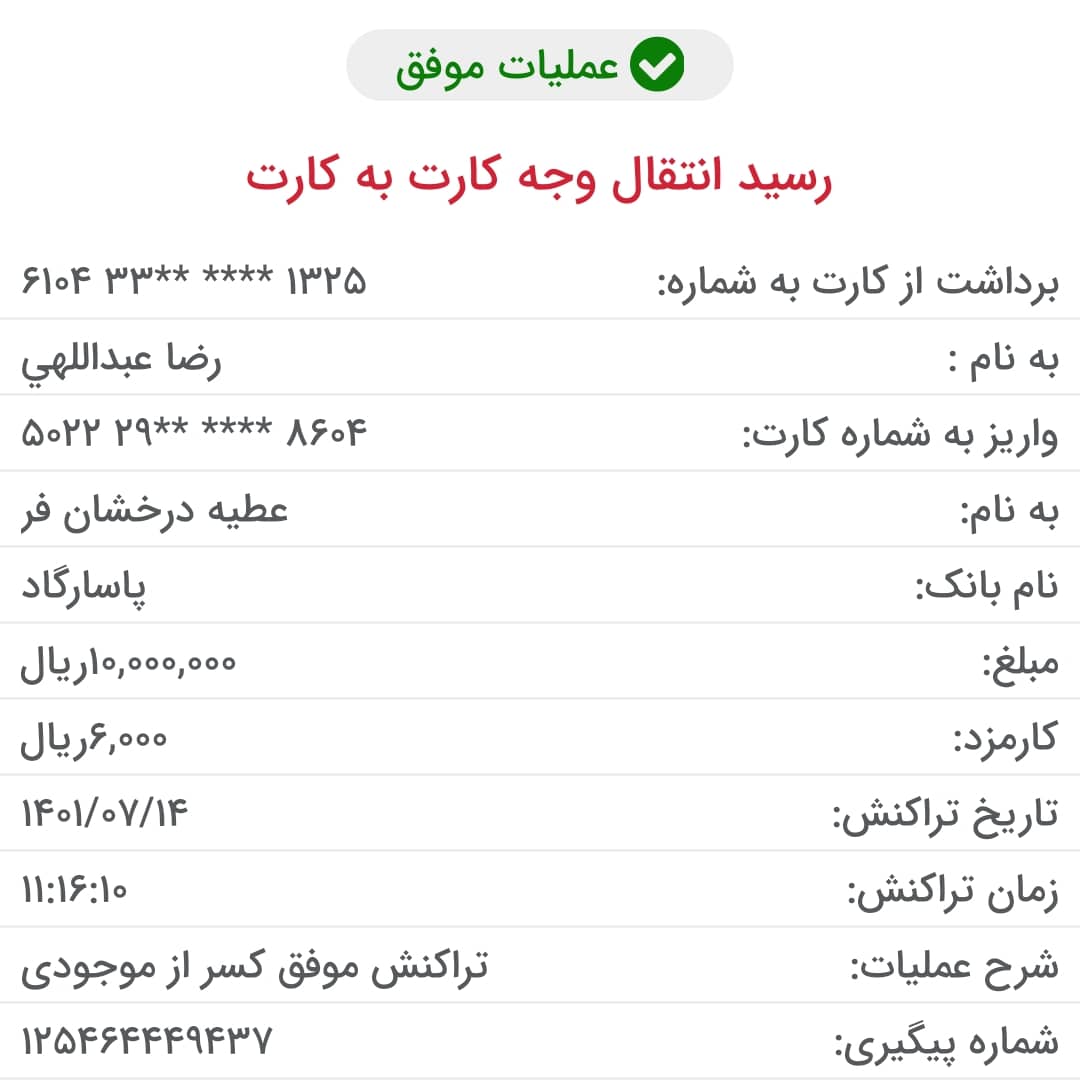 عملیات موفق
رسید انتقال وجه کارت به کارت
برداشت از کارت به شماره: ۶۱۰۴ ۳۳** **** ۱۳۲۵
به نام : رضا عبداللهي
واریز به شماره کارت: ۵۰۲۲ ۲۹** **** ۸۶۰۴
به نام: عطیه درخشان فر
نام بانک: پاسارگاد
مبلغ: ۱۰,۰۰۰,۰۰۰ریال
کارمزد: ۶,۰۰۰ریال
تاریخ تراکنش: ۱۴۰۱/۰۷/۱۴
زمان تراکنش: ۱۱:۱۶:۱۰
شرح عملیات: تراکنش موفق کسر از موجودی
شماره پیگیری: ۱۲۵۴۶۴۴۴۹۴۳۷